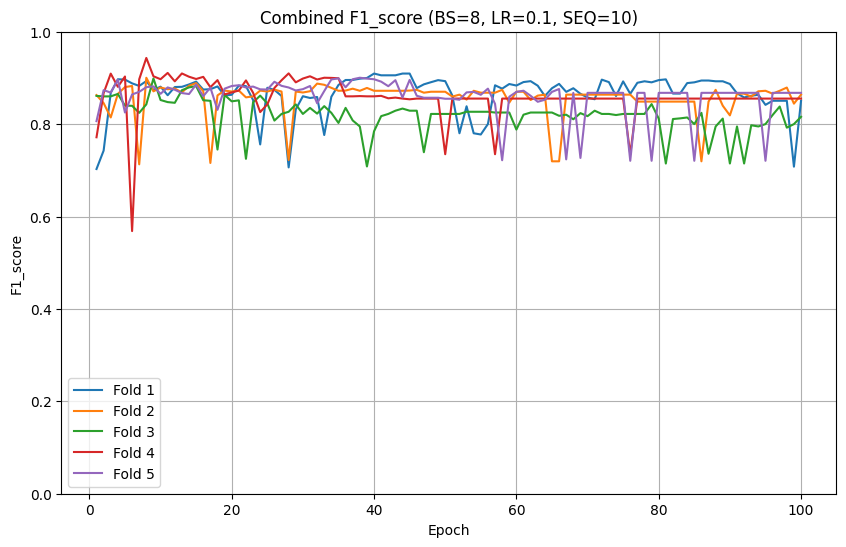 Combined F1_score (BS=8, LR=0.1, SEQ=10)
1.0
0.8
0.6
0.4
0.2
0.0
F1_score
Fold 1
Fold 2
Fold 3
Fold 4
Fold 5
0 20 40 60 80 100
Epoch